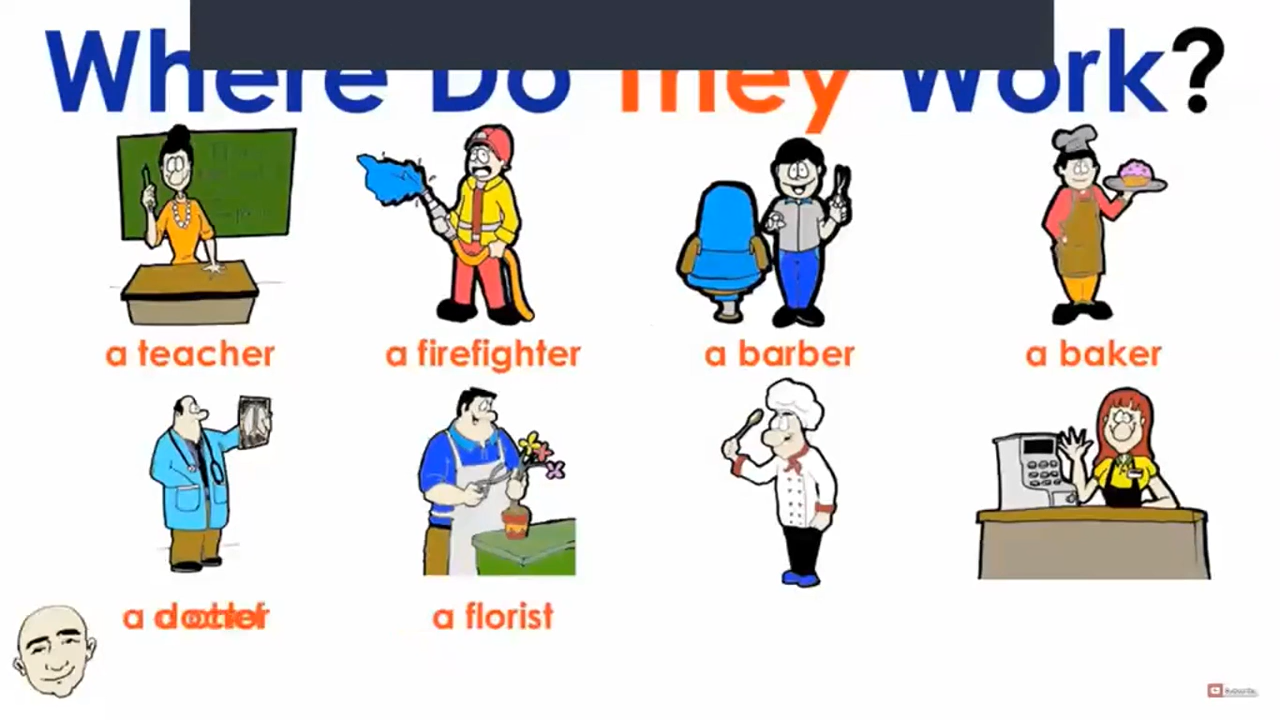 Where Do They Work?
a teacher
a firefighter
a barber
a baker
a florist